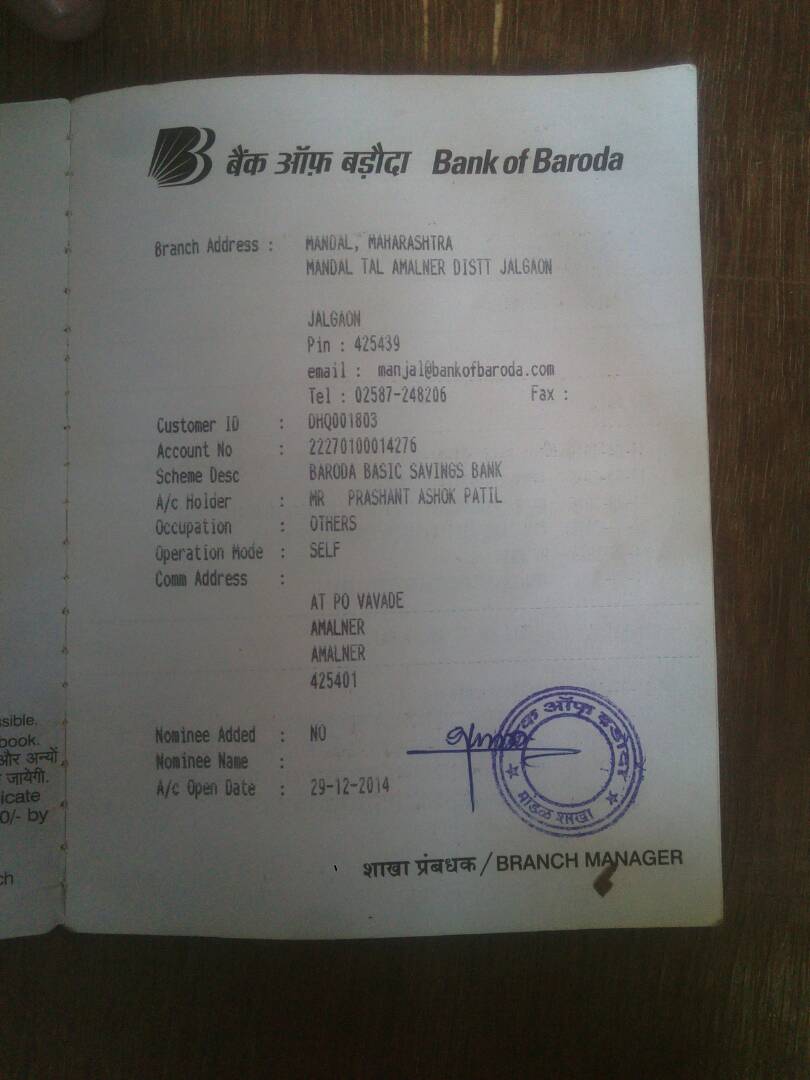 बैंक ऑफ़ बड़ौदा Bank of Baroda
Branch Address : MANDAL, MAHARASHTRA
MANDAL TAL AMALNER DISTT JALGAON
JALGAON
Pin : 425439
email : manjal@bankofbaroda.com
Tel : 02587-248206 Fax :
Customer ID : DHQ001803
Account No : 22270100014276
Scheme Desc BARODA BASIC SAVINGS BANK
A/c Holder : MR PRASHANT ASHOK PATIL
Occupation : OTHERS
Operation Mode : SELF
Comm Address :
AT PO VAVADE
AMALNER
AMALNER
425401
Nominee Added : NO
Nominee Name :
A/c Open Date : 29-12-2014
बैंक ऑफ़ बड़ौदा
मांडळ शाखा
शाखा प्रंबधक / BRANCH MANAGER
ssible.
book.
और अन्यों
जायेगी.
icate
0/- by
ch